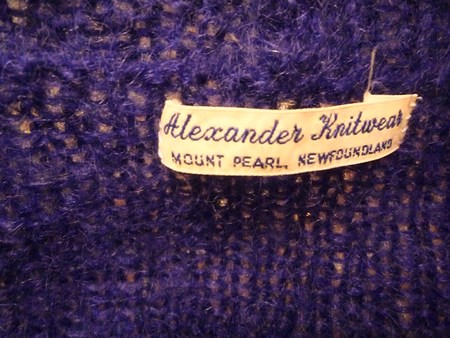 Alexander Knitwear
MOUNT PEARL, NEWFOUNDLAND